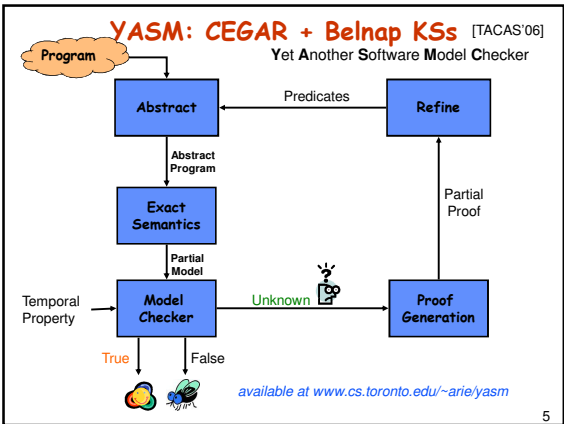 YASM: CEGAR + Belnap KSs [TACAS'06]
Yet Another Software Model Checker
Program
Abstract
Predicates
Refine
Abstract
Program
Exact
Semantics
Partial
Proof
Partial
Model
Temporal
Property
Model
Checker
Unknown
?
Proof
Generation
True
False
available at www.cs.toronto.edu/~arie/yasm
5